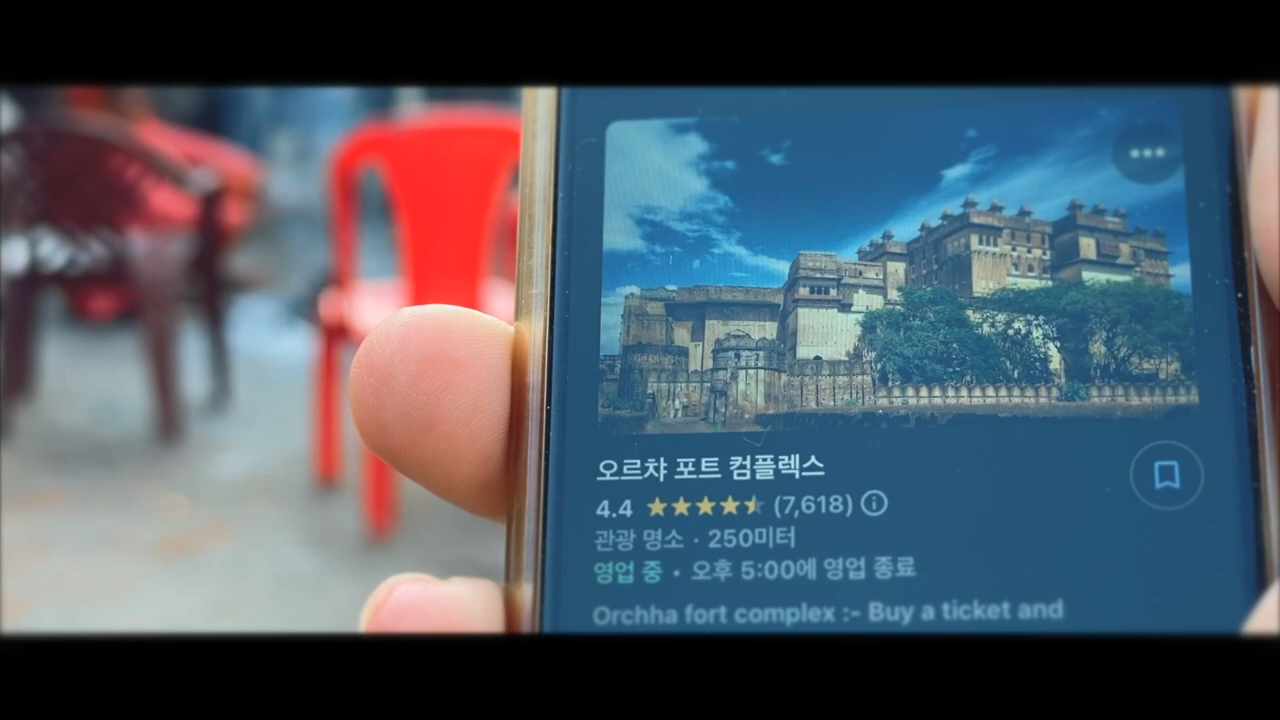 오르챠 포트 컴플렉스
4.4 ★★★★★ (7,618)
관광 명소 · 250미터
영업 중 · 오후 5:00에 영업 종료
Orchha fort complex :- Buy a ticket and